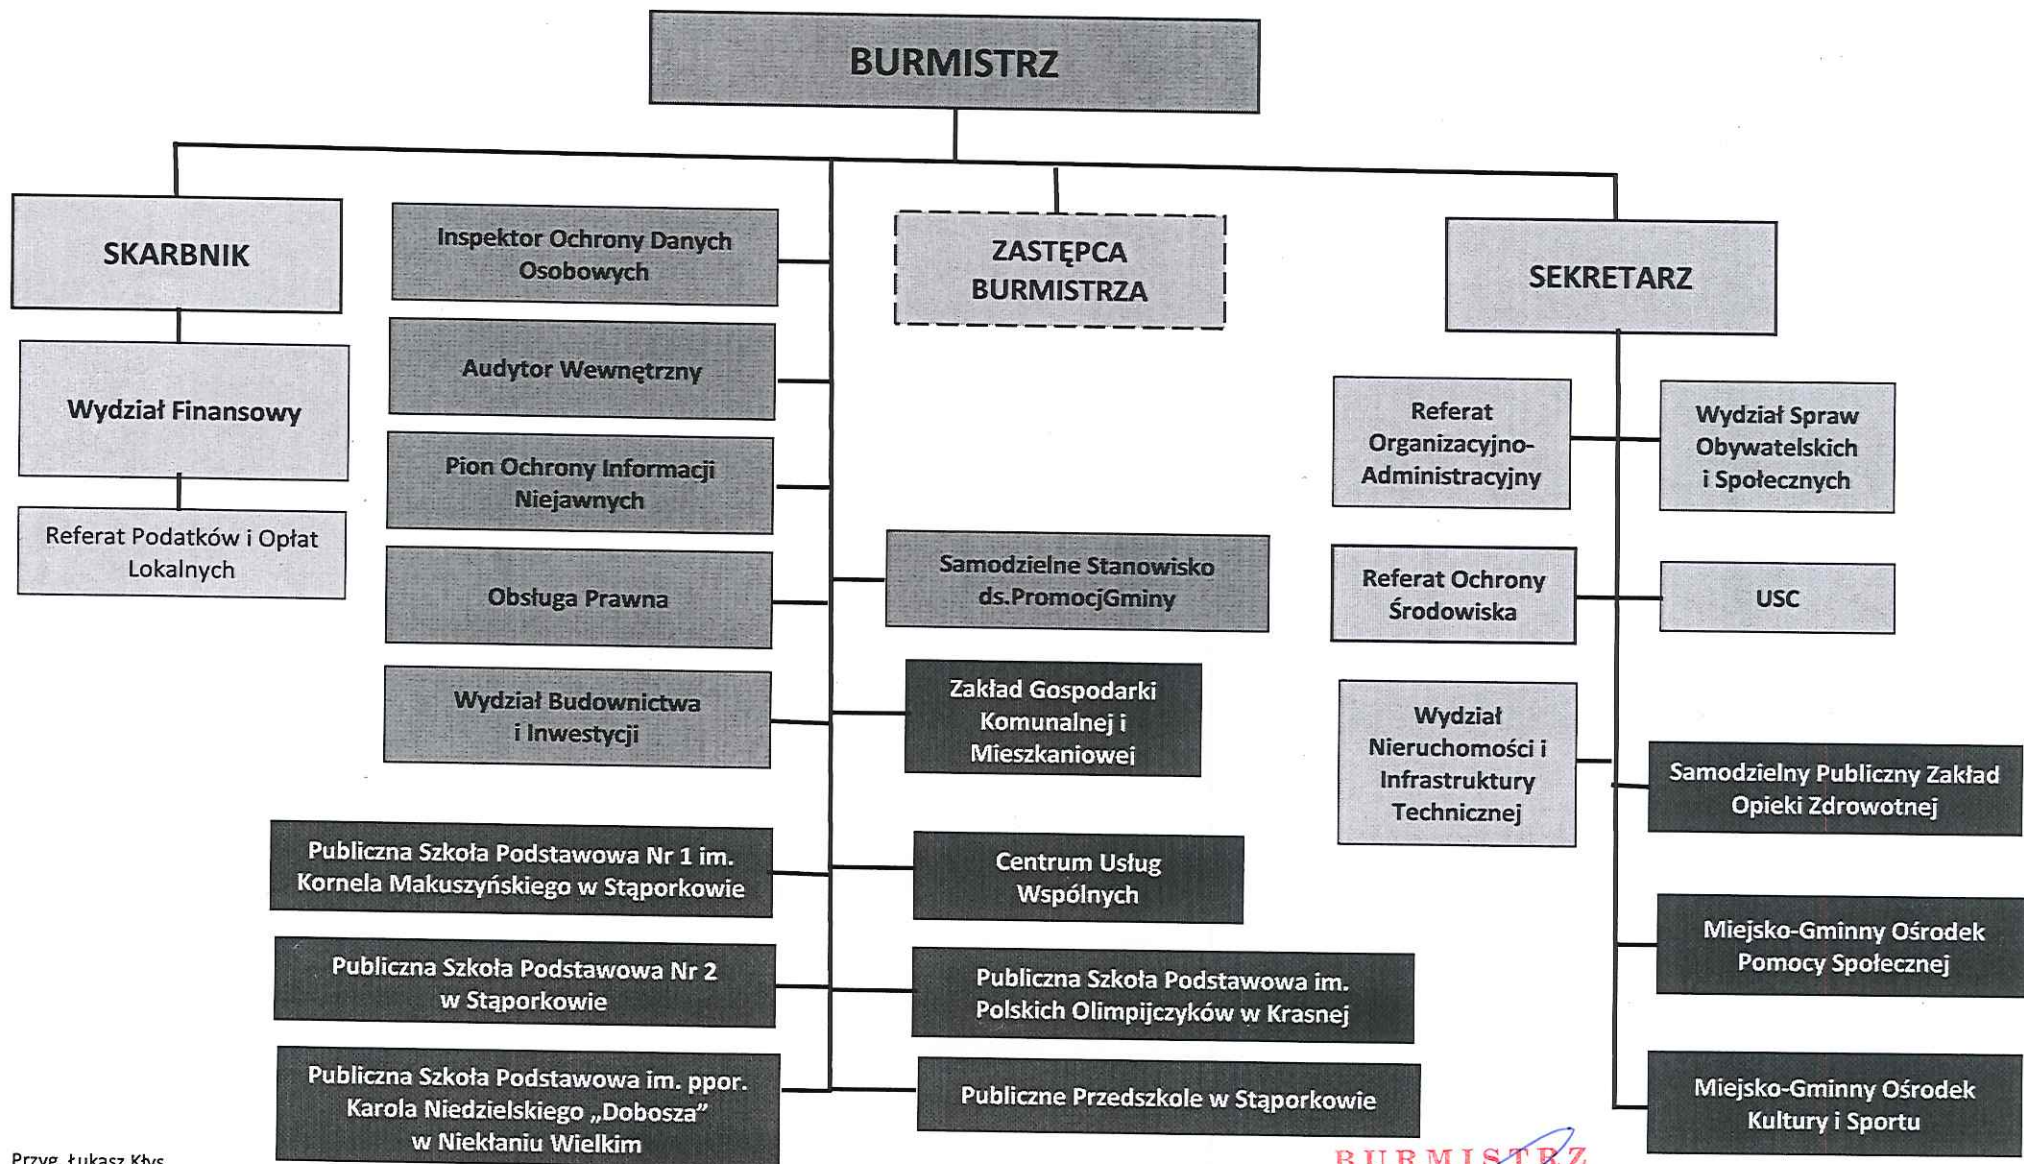 BURMISTRZ
SKARBNIK
Wydział Finansowy
Referat Podatków i Opłat
Lokalnych
Inspektor Ochrony Danych
Osobowych
Audytor Wewnętrzny
Pion Ochrony Informacji
Niejawnych
Obsługa Prawna
Wydział Budownictwa
i Inwestycji
Publiczna Szkoła Podstawowa Nr 1 im.
Kornela Makuszyńskiego w Stąporkowie
Publiczna Szkoła Podstawowa Nr 2
w Stąporkowie
Publiczna Szkoła Podstawowa im. ppor.
Karola Niedzielskiego „Dobosza”
w Niekłaniu Wielkim
ZASTĘPCA
BURMISTRZA
Samodzielne Stanowisko
ds.PromocjGminy
Zakład Gospodarki
Komunalnej i
Mieszkaniowej
Centrum Usług
Wspólnych
Publiczna Szkoła Podstawowa im.
Polskich Olimpijczyków w Krasnej
Publiczne Przedszkole w Stąporkowie
SEKRETARZ
Referat
Organizacyjno-
Administracyjny
Wydział Spraw
Obywatelskich
i Społecznych
Referat Ochrony
Środowiska
USC
Wydział
Nieruchomości i
Infrastruktury
Technicznej
Samodzielny Publiczny Zakład
Opieki Zdrowotnej
Miejsko-Gminny Ośrodek
Pomocy Społecznej
Miejsko-Gminny Ośrodek
Kultury i Sportu
Przyg. Łukasz Kłys
BURMISTRZ